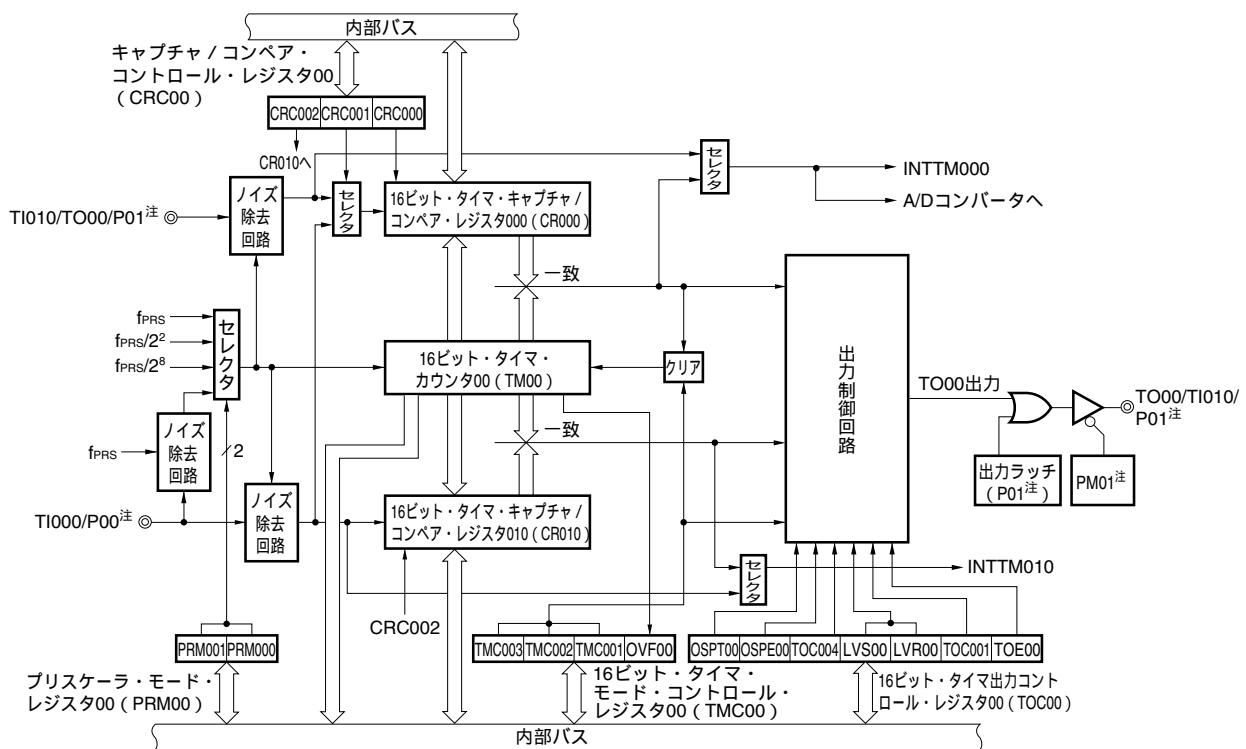 内部バス
キャプチャ / コンペア・
コントロール・レジスタ00
（CRC00）
CRC002 CRC001 CRC000
CR010へ
セレクタ
INTTM000
A/Dコンバータへ
TI010/TO00/P01注
ノイズ
除去
回路
セレクタ
16ビット・タイマ・キャプチャ /
コンペア・レジスタ000（CR000）
一致
fPRS
fPRS/2²
fPRS/2⁸
セレクタ
16ビット・タイマ・
カウンタ00（TM00）
クリア
出力制御回路
TO00出力
TO00/TI010/
P01注
出力ラッチ
（P01注）
PM01注
fPRS
ノイズ
除去
回路
2
一致
TI000/P00注
ノイズ
除去
回路
16ビット・タイマ・キャプチャ /
コンペア・レジスタ010（CR010）
セレクタ
INTTM010
CRC002
PRM001 PRM000
TMC003 TMC002 TMC001 OVF00
OSPT00 OSPE00 TOC004 LVS00 LVR00 TOC001 TOE00
プリスケーラ・モード・
レジスタ00（PRM00）
16ビット・タイマ・
モード・コントロール・
レジスタ00（TMC00）
16ビット・タイマ出力コント
ロール・レジスタ00（TOC00）
内部バス